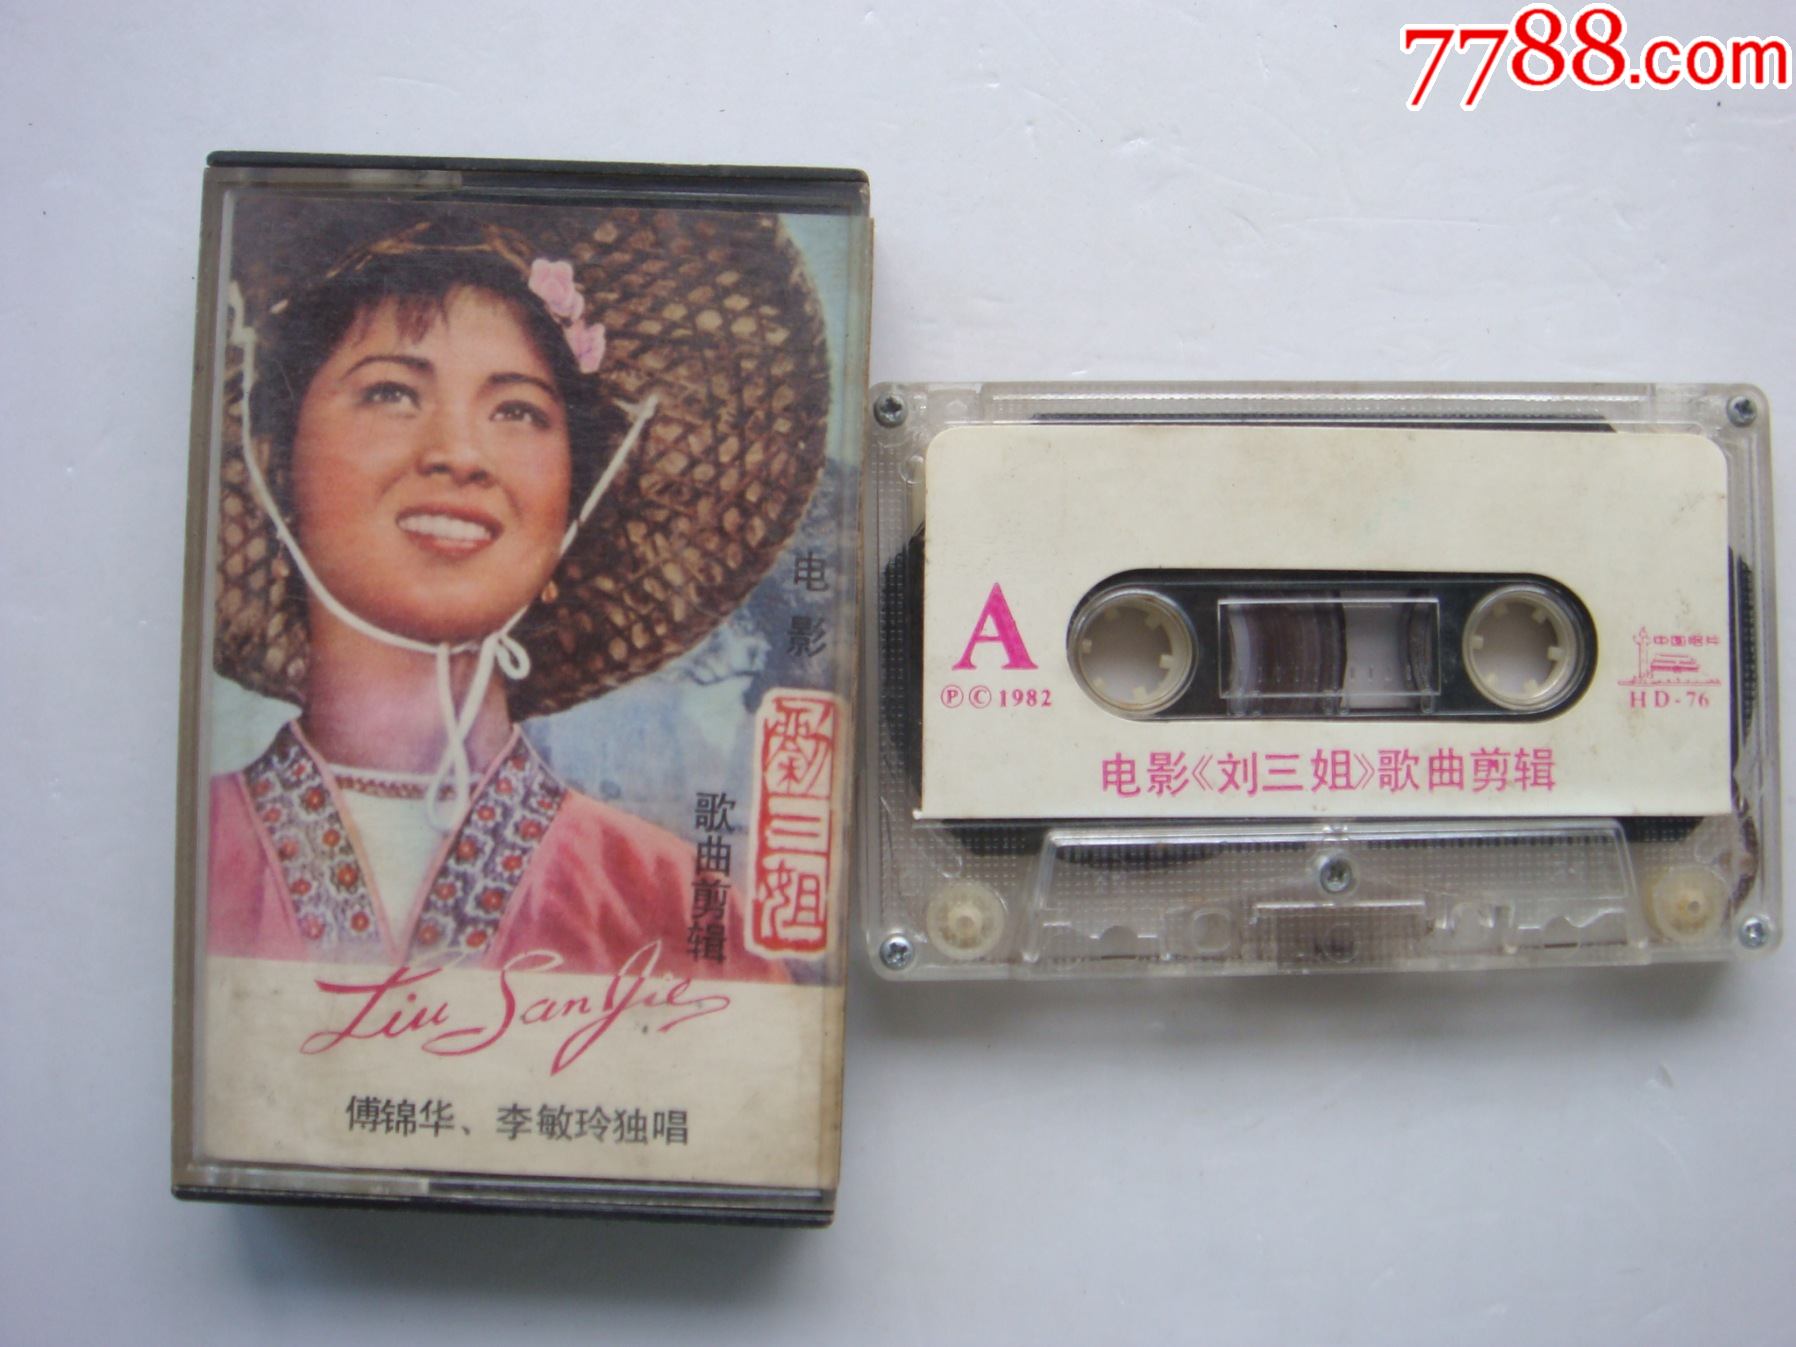 7788.com
电影
刘三姐
歌曲剪辑
Liu San Jie
傅锦华、李敏玲独唱
A
ⓅⒸ1982
中国唱片
HD-76
电影《刘三姐》歌曲剪辑